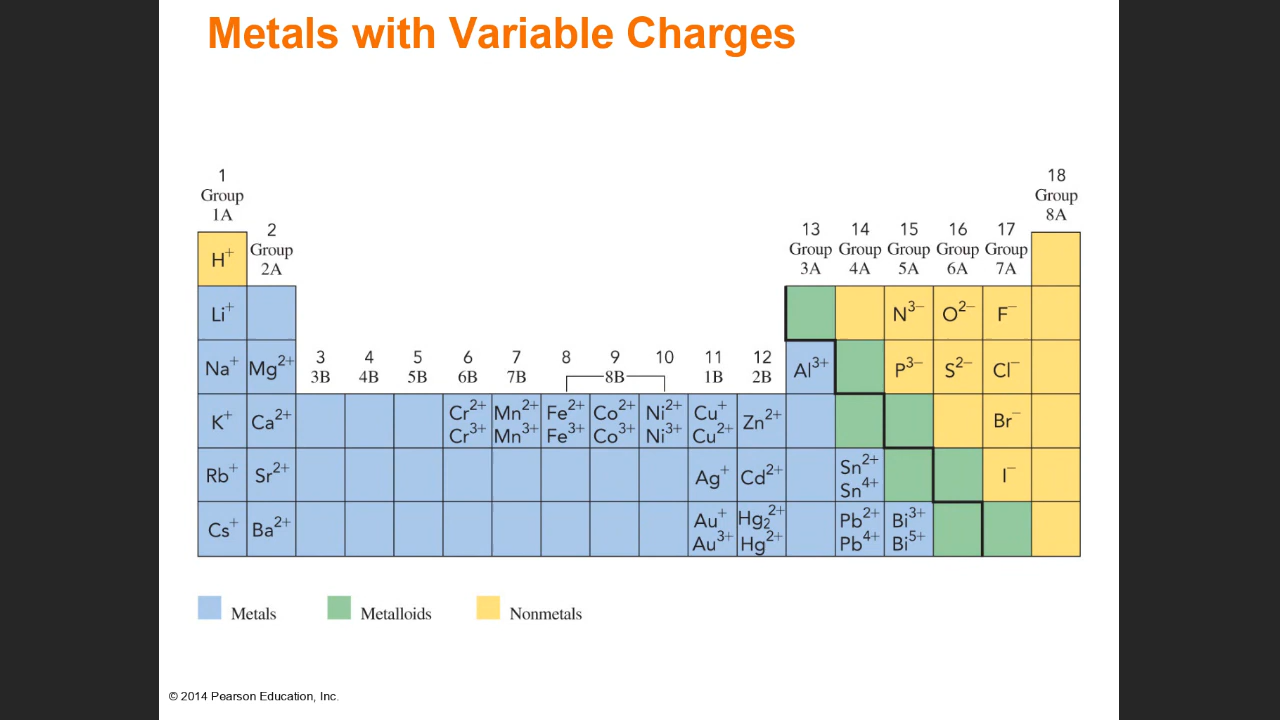 Metals with Variable Charges
1
Group
1A
2
Group
2A
3
3B
4
4B
5
5B
6
6B
7
7B
8 9 10
8B
11
1B
12
2B
13
Group
3A
14
Group
4A
15
Group
5A
16
Group
6A
17
Group
7A
18
Group
8A
H⁺
Li⁺ N³⁻ O²⁻ F⁻
Na⁺ Mg²⁺ Al³⁺ P³⁻ S²⁻ Cl⁻
K⁺ Ca²⁺ Cr²⁺ Cr³⁺ Mn²⁺ Mn³⁺ Fe²⁺ Fe³⁺ Co²⁺ Co³⁺ Ni²⁺ Ni³⁺ Cu⁺ Cu²⁺ Zn²⁺ Br⁻
Rb⁺ Sr²⁺ Ag⁺ Cd²⁺ Sn²⁺ Sn⁴⁺ I⁻
Cs⁺ Ba²⁺ Au⁺ Au³⁺ Hg₂²⁺ Hg²⁺ Pb²⁺ Pb⁴⁺ Bi³⁺ Bi⁵⁺
Metals Metalloids Nonmetals
© 2014 Pearson Education, Inc.